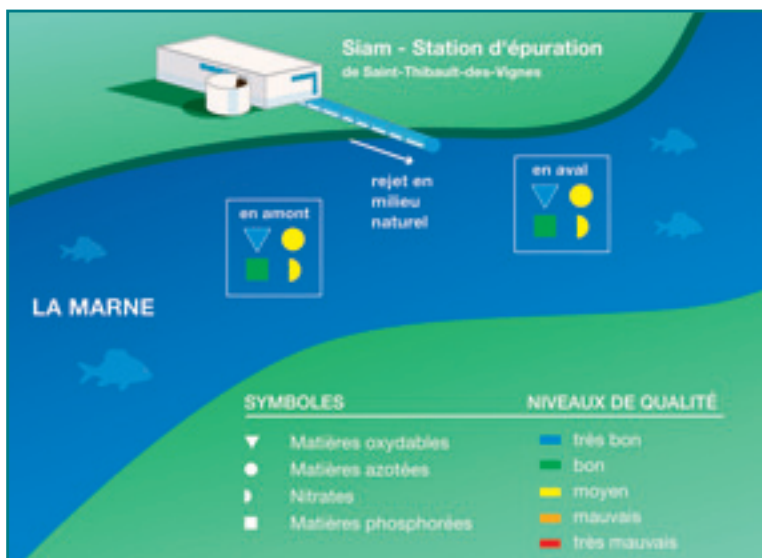 Siam - Station d'épuration
de Saint-Thibault-des-Vignes
rejet en
milieu
naturel
en aval
en amont
LA MARNE
SYMBOLES
Matières oxydables
Matières azotées
Nitrates
Matières phosphorées
NIVEAUX DE QUALITÉ
très bon
bon
moyen
mauvais
très mauvais